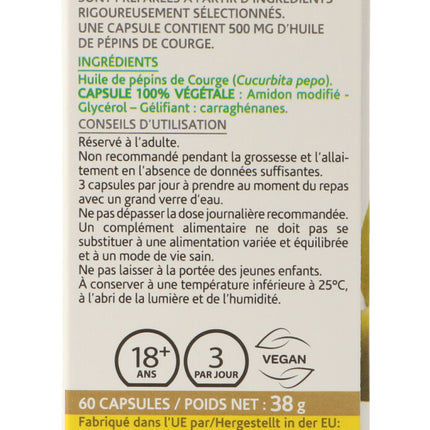 SONT PRÉPARÉES À PARTIR D'INGRÉDIENTS
RIGOUREUSEMENT SÉLECTIONNÉS.
UNE CAPSULE CONTIENT 500 MG D'HUILE
DE PÉPINS DE COURGE.
INGRÉDIENTS
Huile de pépins de Courge (Cucurbita pepo).
CAPSULE 100% VÉGÉTALE : Amidon modifié -
Glycérol – Gélifiant : carraghénanes.
CONSEILS D'UTILISATION
Réservé à l'adulte.
Non recommandé pendant la grossesse et l'allai-
tement en l'absence de données suffisantes.
3 capsules par jour à prendre au moment du repas
avec un grand verre d'eau.
Ne pas dépasser la dose journalière recommandée.
Un complément alimentaire ne doit pas se
substituer à une alimentation variée et équilibrée
et à un mode de vie sain.
Ne pas laisser à la portée des jeunes enfants.
À conserver à une température inférieure à 25°C,
à l'abri de la lumière et de l'humidité.
18+
ANS
3
PAR JOUR
VEGAN
60 CAPSULES / POIDS NET : 38 g
Fabriqué dans l'UE par/Hergestellt in der EU: